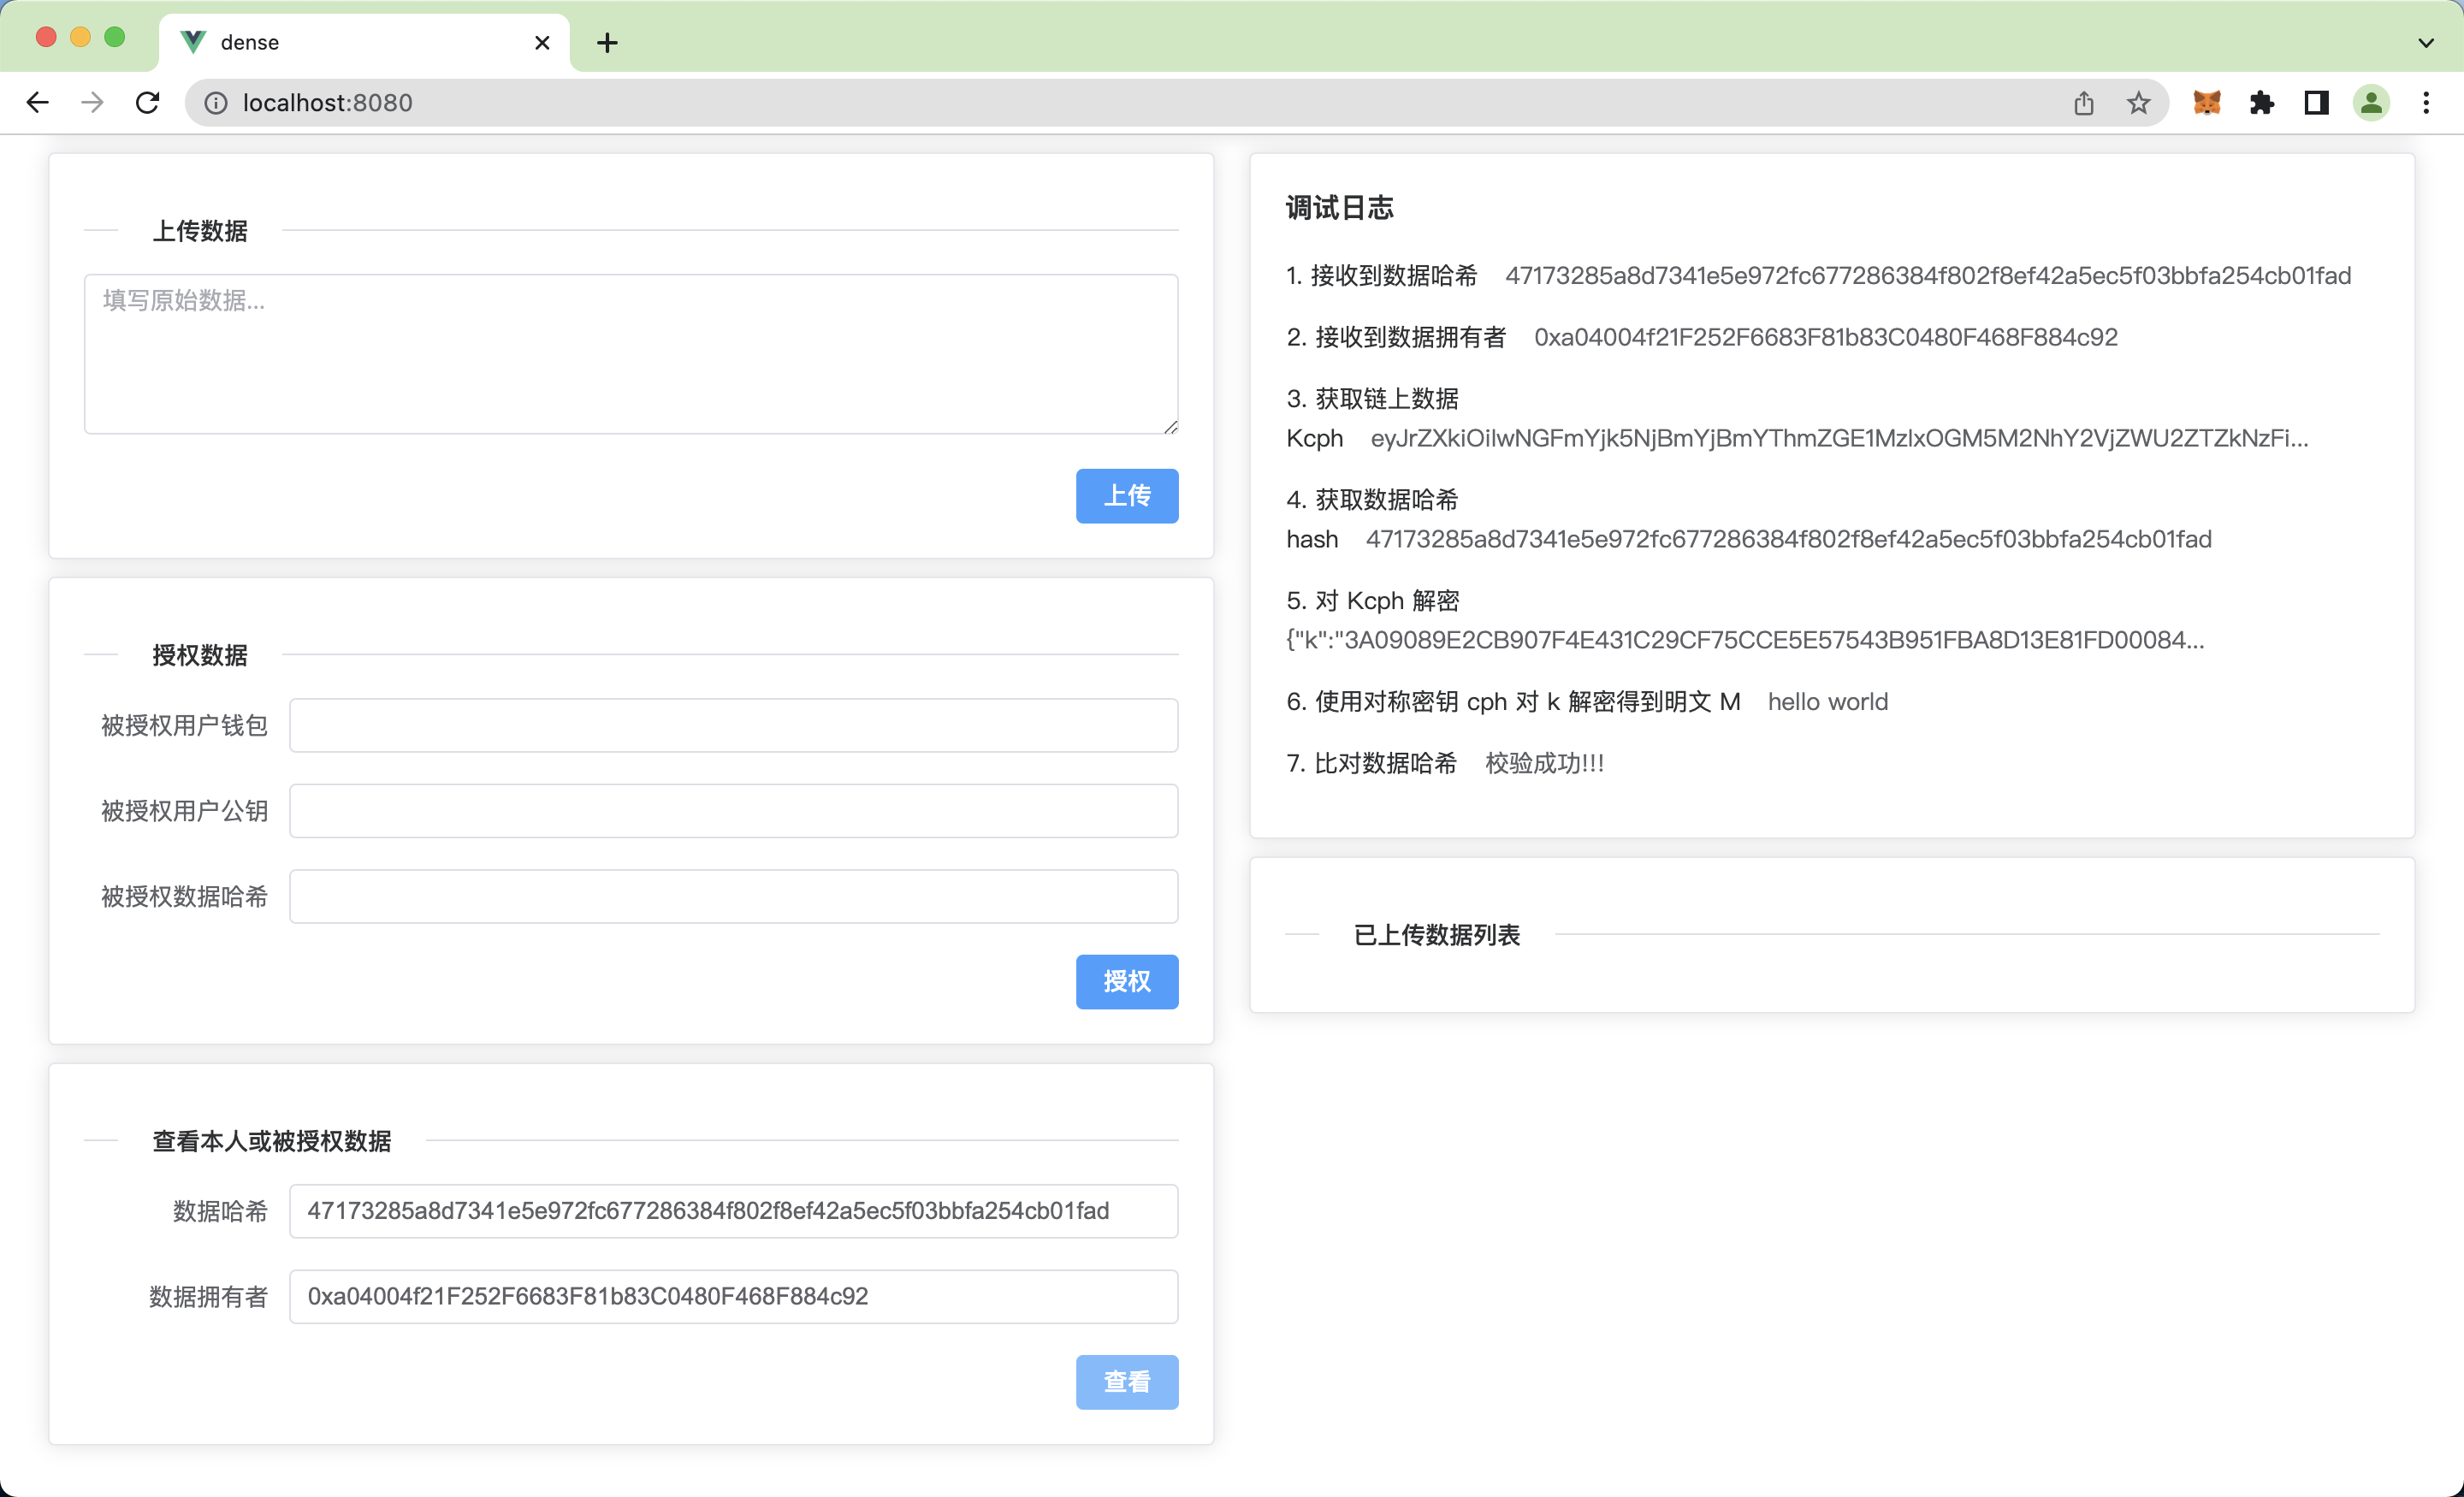 dense
localhost:8080
上传数据
填写原始数据...
上传
授权数据
被授权用户钱包
被授权用户公钥
被授权数据哈希
授权
查看本人或被授权数据
数据哈希 47173285a8d7341e5e972fc677286384f802f8ef42a5ec5f03bbfa254cb01fad
数据拥有者 0xa04004f21F252F6683F81b83C0480F468F884c92
查看
调试日志
1. 接收到数据哈希 47173285a8d7341e5e972fc677286384f802f8ef42a5ec5f03bbfa254cb01fad
2. 接收到数据拥有者 0xa04004f21F252F6683F81b83C0480F468F884c92
3. 获取链上数据
Kcph eyJrZXkiOiIwNGFmYjk5NjBmYjBmYThmZGE1MzIxOGM5M2NhY2VjZWU2ZTZkNzFi...
4. 获取数据哈希
hash 47173285a8d7341e5e972fc677286384f802f8ef42a5ec5f03bbfa254cb01fad
5. 对 Kcph 解密
{"k":"3A09089E2CB907F4E431C29CF75CCE5E57543B951FBA8D13E81FD00084...
6. 使用对称密钥 cph 对 k 解密得到明文 M hello world
7. 比对数据哈希 校验成功!!!
已上传数据列表